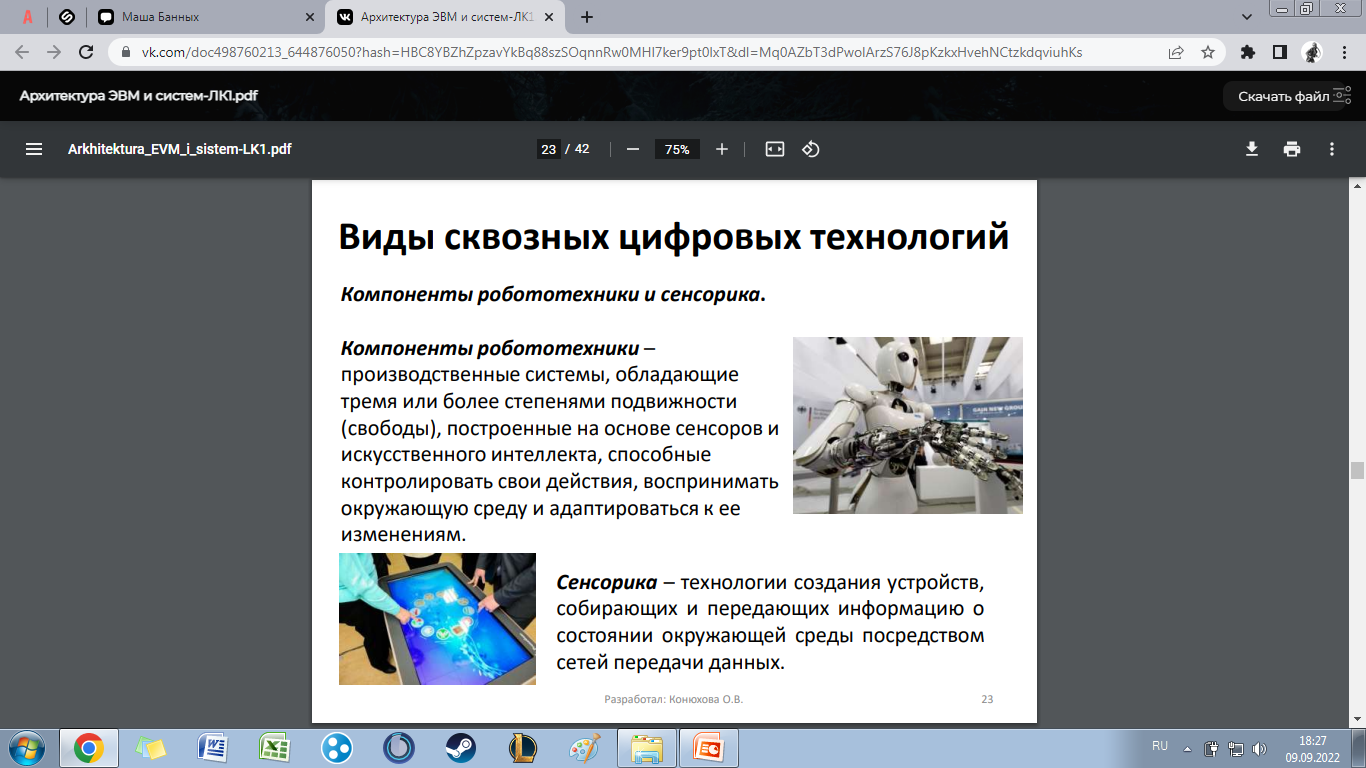 Маша Банных
Архитектура ЭВМ и систем-ЛК1
vk.com/doc498760213_644876050?hash=HBC8YBZhZpzavYkBq88szSOqnnRw0MHl7ker9pt0lxT&dl=Mq0AZbT3dPwoIArzS76J8pKzkxHvehNCtzkdqviuhKs
Архитектура ЭВМ и систем-ЛК1.pdf
Скачать файл
Arkhitektura_EVM_i_sistem-LK1.pdf
23 / 42
75%
Виды сквозных цифровых технологий
Компоненты робототехники и сенсорика.
Компоненты робототехники –
производственные системы, обладающие
тремя или более степенями подвижности
(свободы), построенные на основе сенсоров и
искусственного интеллекта, способные
контролировать свои действия, воспринимать
окружающую среду и адаптироваться к ее
изменениям.
Сенсорика – технологии создания устройств,
собирающих и передающих информацию о
состоянии окружающей среды посредством
сетей передачи данных.
Разработал: Конюхова О.В.
23
RU
18:27
09.09.2022